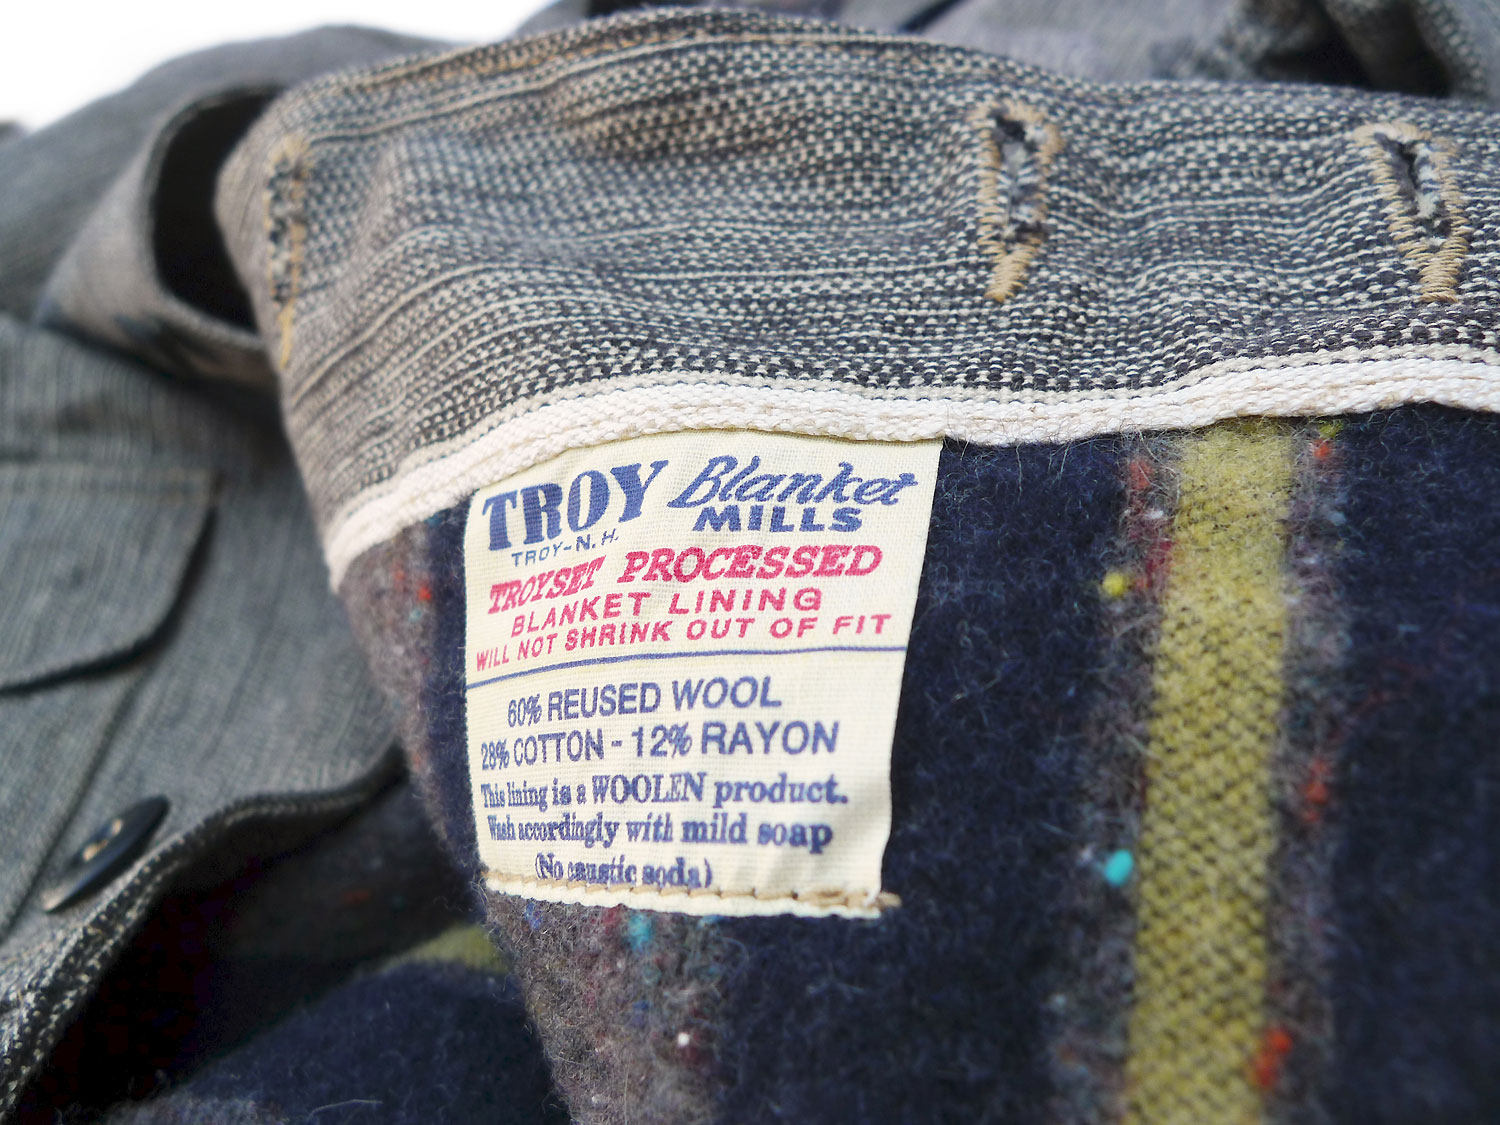 TROY Blanket
MILLS
TROY-N.H.
TROYSET PROCESSED
BLANKET LINING
WILL NOT SHRINK OUT OF FIT
60% REUSED WOOL
28% COTTON - 12% RAYON
This lining is a WOOLEN product.
Wash accordingly with mild soap
(No caustic soda)